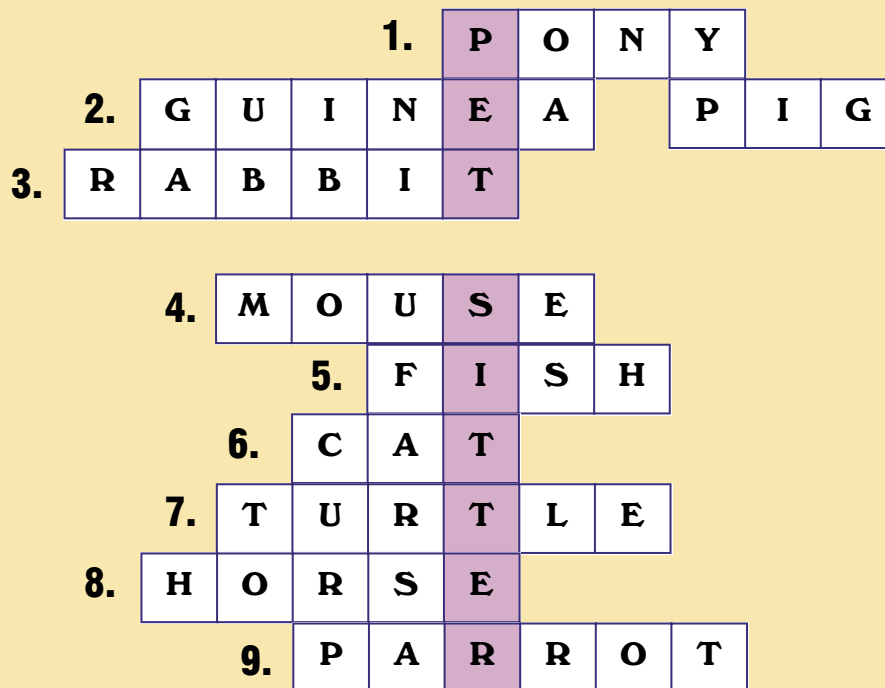 1. PONY
2. GUINEA PIG
3. RABBIT
4. MOUSE
5. FISH
6. CAT
7. TURTLE
8. HORSE
9. PARROT